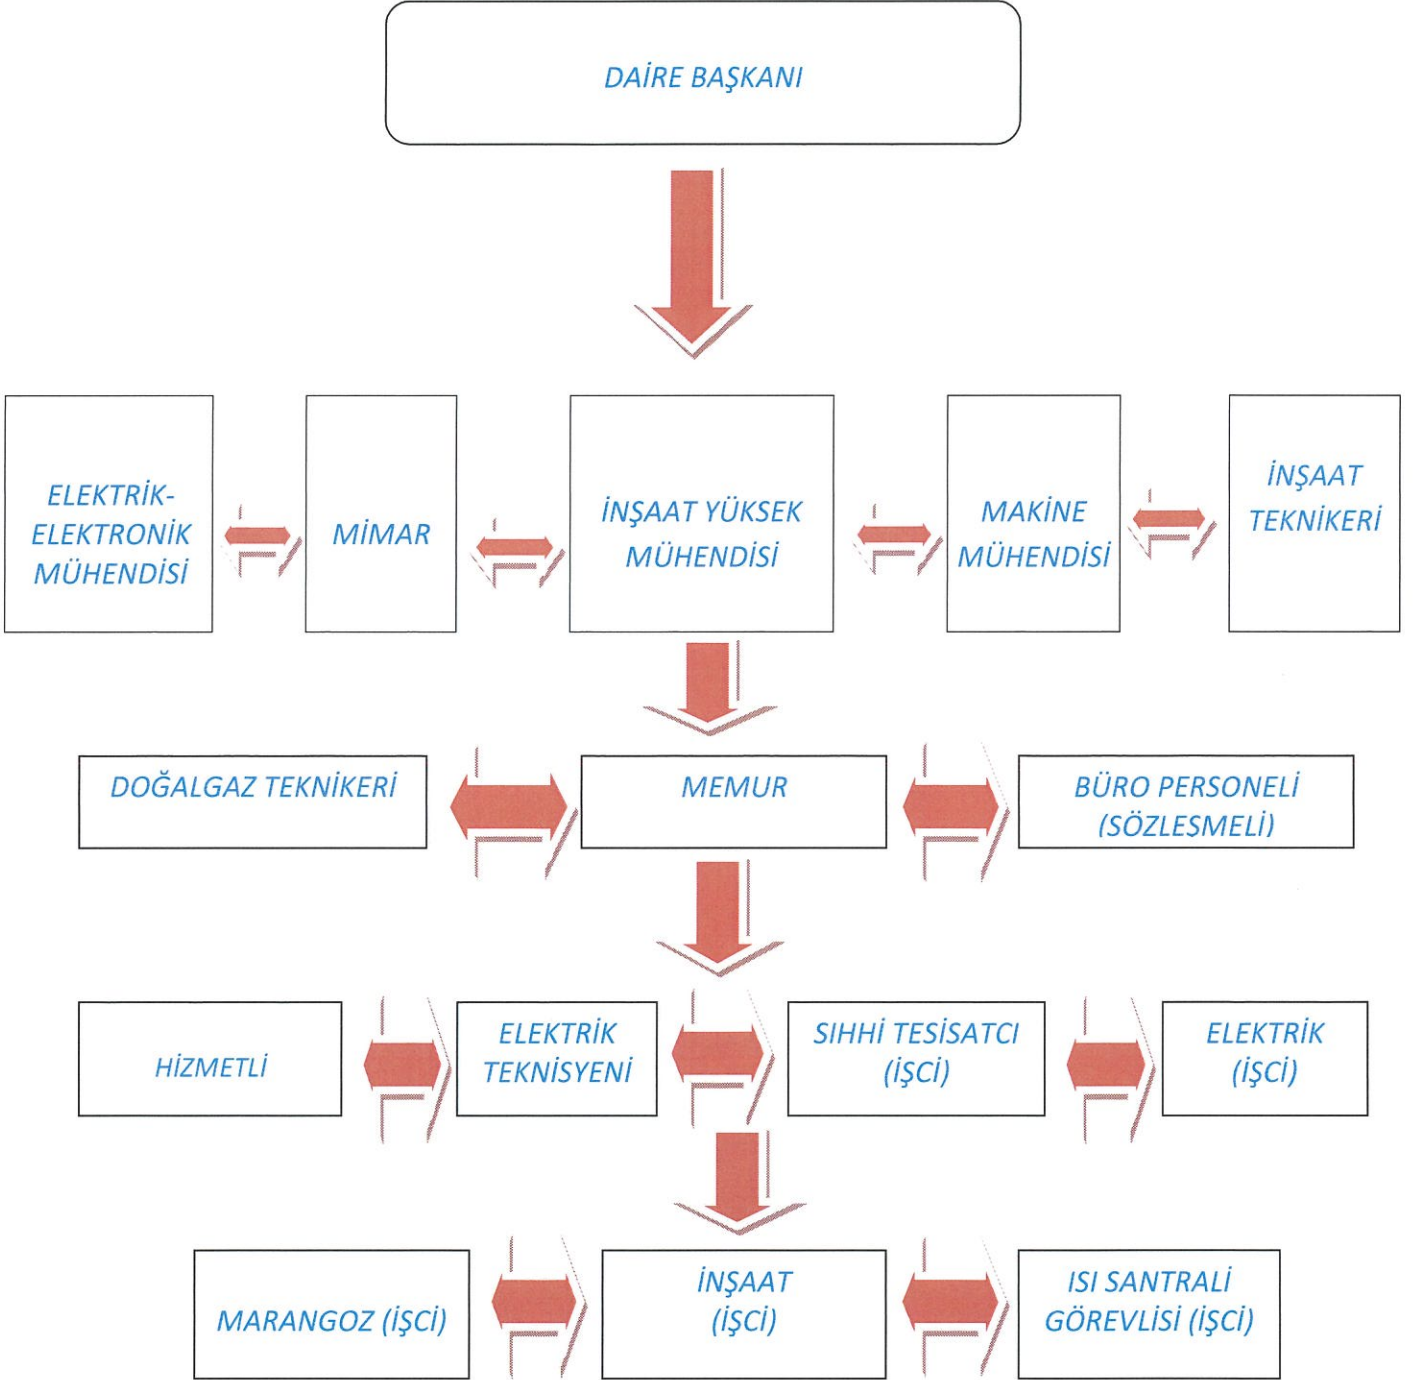 DAİRE BAŞKANI
ELEKTRİK-
ELEKTRONİK
MÜHENDİSİ
MİMAR
İNŞAAT YÜKSEK
MÜHENDİSİ
MAKİNE
MÜHENDİSİ
İNŞAAT
TEKNİKERİ
DOĞALGAZ TEKNİKERİ
MEMUR
BÜRO PERSONELİ
(SÖZLEŞMELİ)
HİZMETLİ
ELEKTRİK
TEKNİSYENİ
SIHHİ TESİSATCI
(İŞCİ)
ELEKTRİK
(İŞCİ)
MARANGOZ (İŞCİ)
İNŞAAT
(İŞCİ)
ISI SANTRALİ
GÖREVLİSİ (İŞCİ)